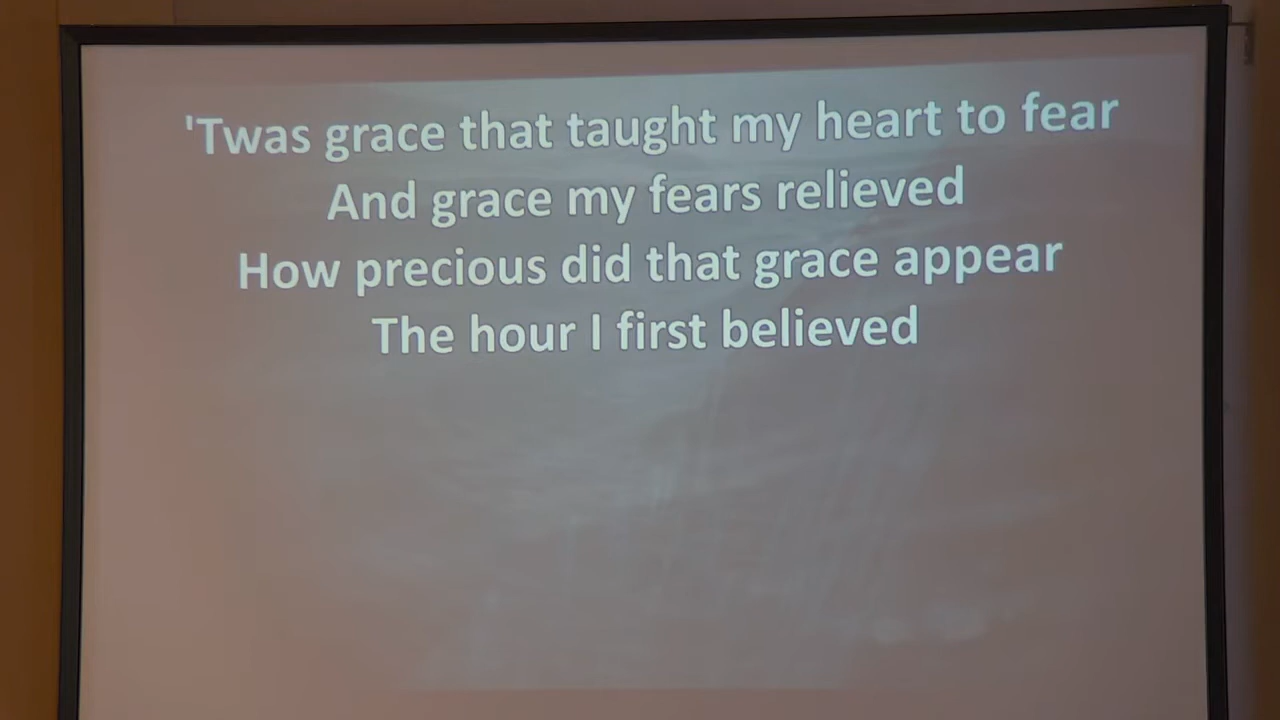 'Twas grace that taught my heart to fear
And grace my fears relieved
How precious did that grace appear
The hour I first believed